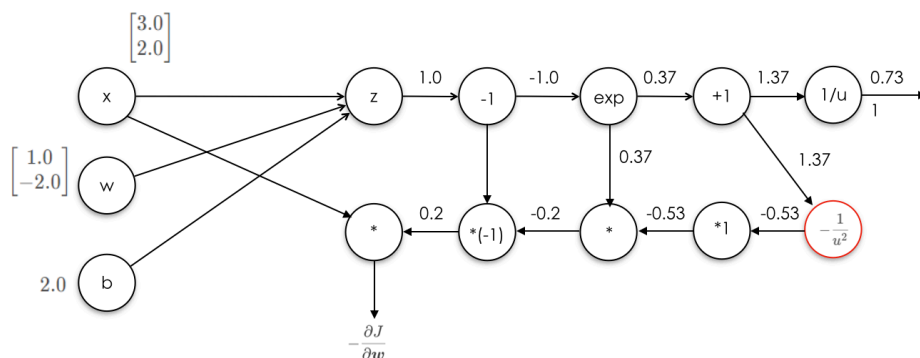 [3.0
2.0]
x
z
1.0
-1
-1.0
exp
0.37
+1
1.37
1/u
0.73
1
[1.0
−2.0]
w
0.37
1.37
*
0.2
*(-1)
-0.2
*
-0.53
*1
-0.53
−1/u²
2.0
b
−∂J/∂w